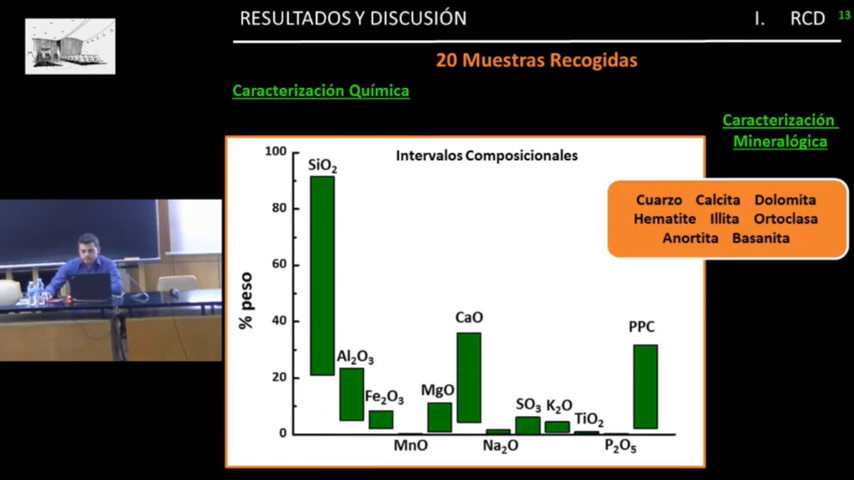 RESULTADOS Y DISCUSIÓN
I. RCD
13
20 Muestras Recogidas
Caracterización Química
Caracterización
Mineralógica
Intervalos Composicionales
Cuarzo Calcita Dolomita
Hematite Illita Ortoclasa
Anortita Basanita
% peso
100
80
60
40
20
0
SiO₂
Al₂O₃
Fe₂O₃
MnO
MgO
CaO
Na₂O
SO₃
K₂O
TiO₂
P₂O₅
PPC